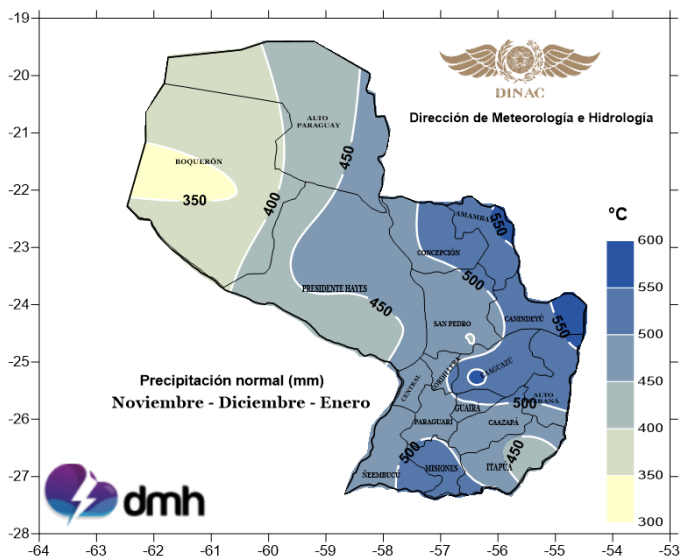 -19
-20
-21
-22
-23
-24
-25
-26
-27
-28
-64
-63
-62
-61
-60
-59
-58
-57
-56
-55
-54
-53
DINAC
Dirección de Meteorología e Hidrología
ALTO
PARAGUAY
450
BOQUERÓN
350
400
AMAMBA
550
CONCEPCIÓN
500
PRESIDENTE HAYES
450
SAN PEDRO
CANINDEYÚ
550
°C
600
550
500
450
400
350
300
Precipitación normal (mm)
Noviembre - Diciembre - Enero
CENTRAL
CAAGUAZÚ
ALTO
500
GUAIRA
PARAGUARI
CAAZAPÁ
500
450
ÑEEMBUCÚ
MISIONES
ITAPÚA
dmh